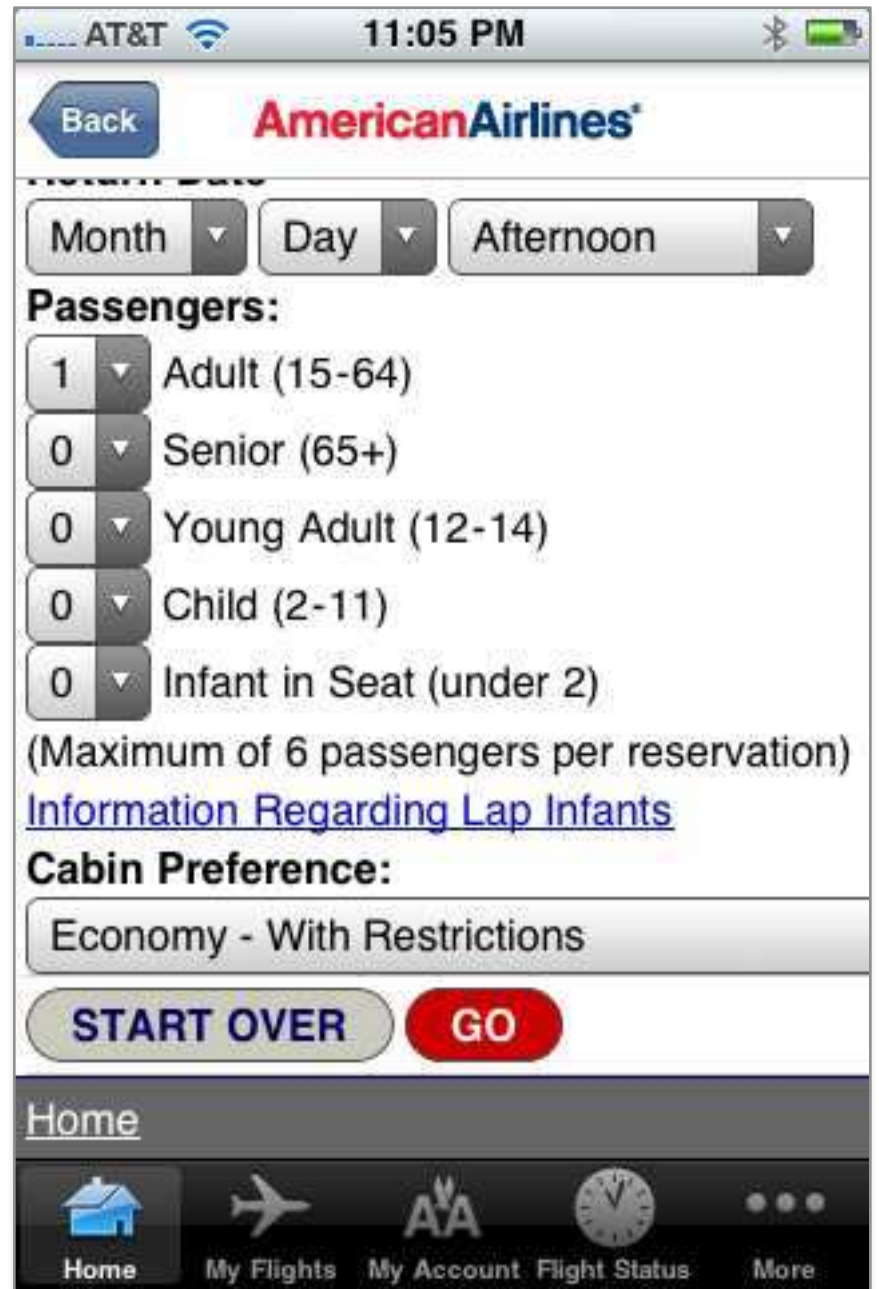 AT&T 11:05 PM
Back AmericanAirlines®
Return Date
Month Day Afternoon
Passengers:
1 Adult (15-64)
0 Senior (65+)
0 Young Adult (12-14)
0 Child (2-11)
0 Infant in Seat (under 2)
(Maximum of 6 passengers per reservation)
Information Regarding Lap Infants
Cabin Preference:
Economy - With Restrictions
START OVER GO
Home
AA
Home My Flights My Account Flight Status More